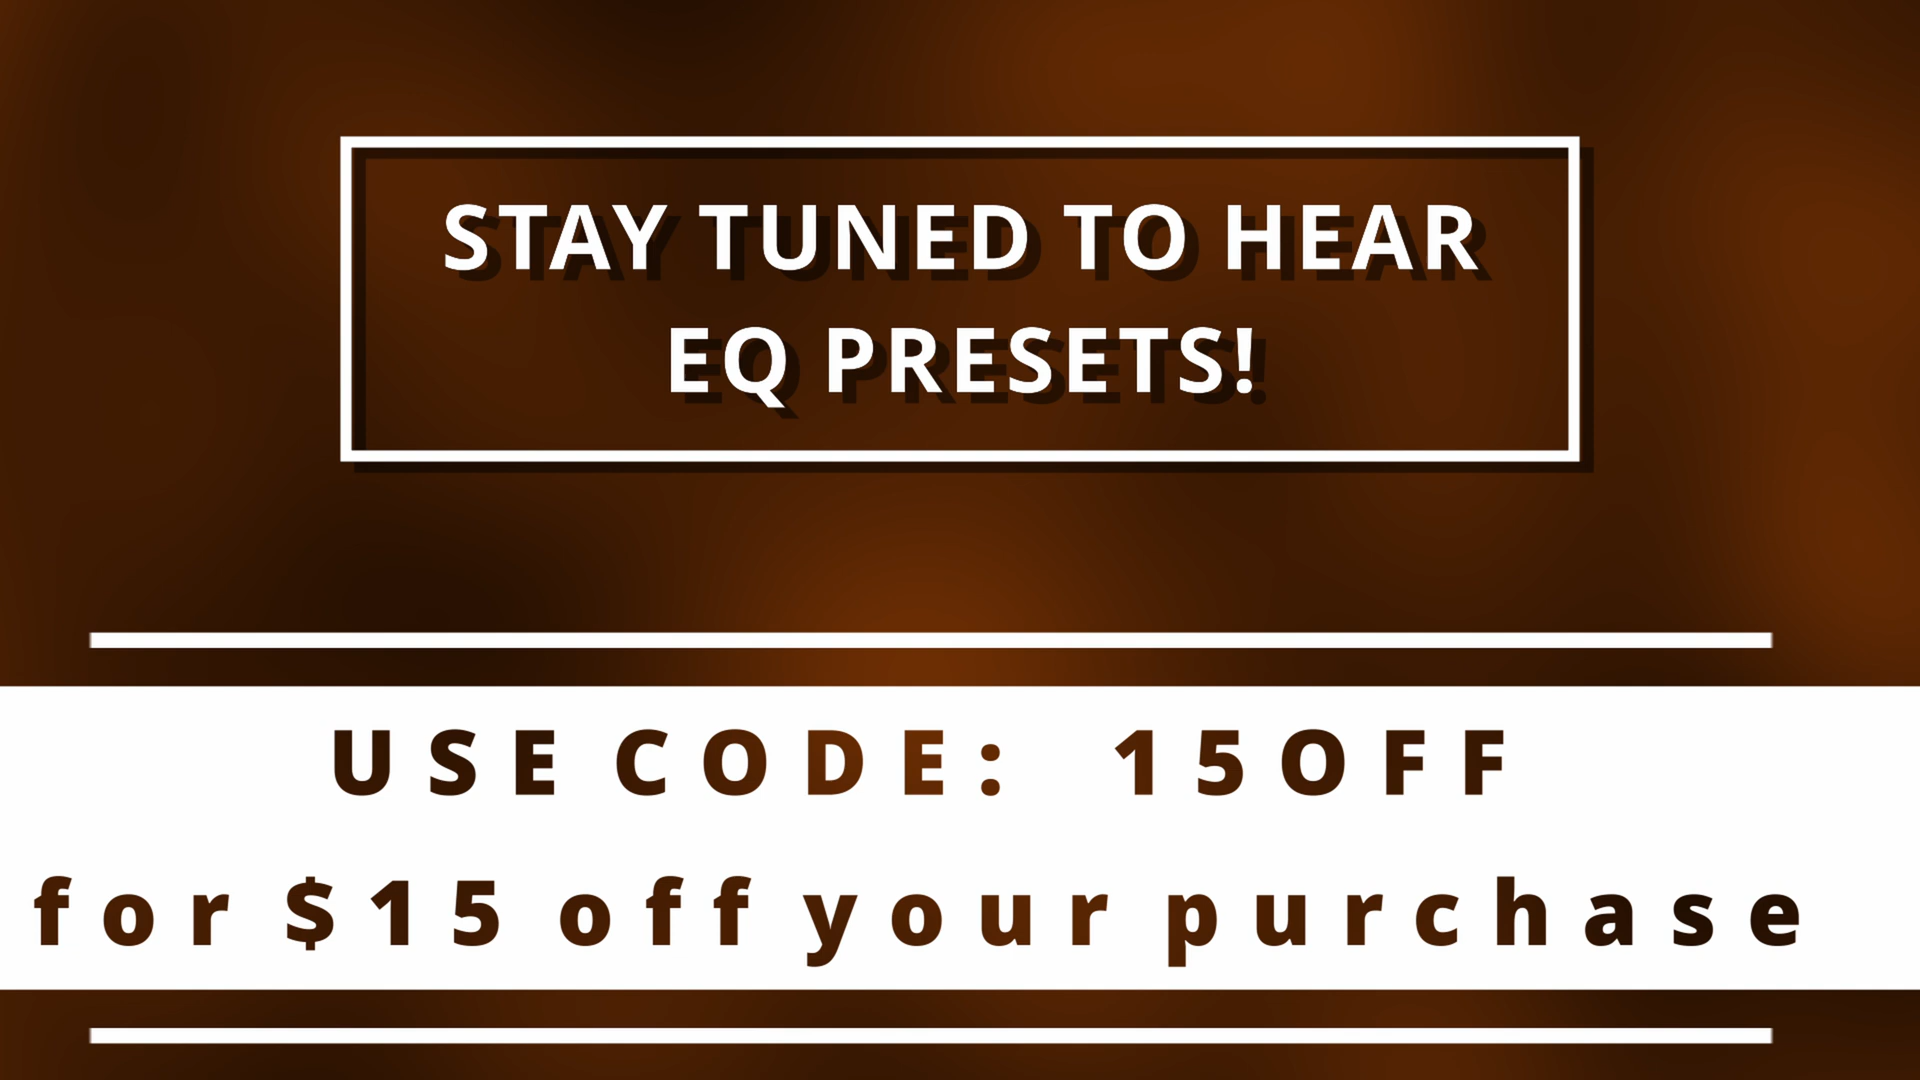 STAY TUNED TO HEAR
EQ PRESETS!
USE CODE: 15OFF
for $15 off your purchase